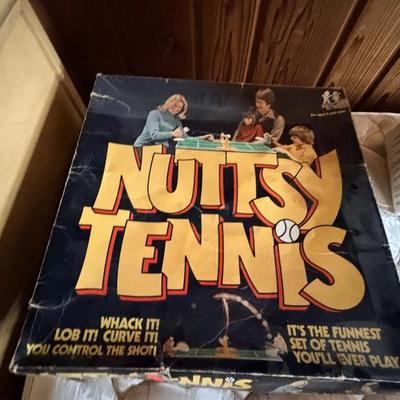 NUTTSY
TENNIS
WHACK IT!
LOB IT! CURVE IT!
YOU CONTROL THE SHOT!
IT'S THE FUNNEST
SET OF TENNIS
YOU'LL EVER PLAY
TENNIS